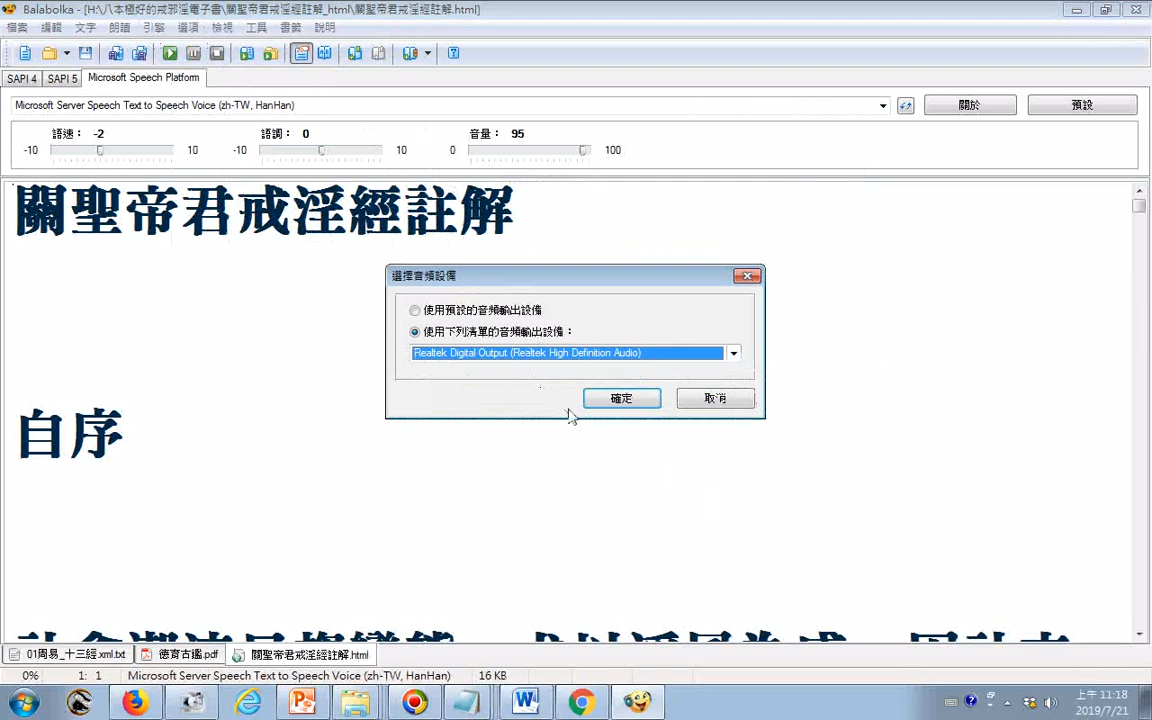 Balabolka - [H:\八本極好的戒邪淫電子書\關聖帝君戒淫經註解_html\關聖帝君戒淫經註解.html]
檔案 編輯 文字 朗讀 引擎 選項 檢視 工具 書籤 說明
SAPI 4 SAPI 5 Microsoft Speech Platform
Microsoft Server Speech Text to Speech Voice (zh-TW, HanHan) 關於 預設
語速： -2 語調： 0 音量： 95
-10 10 -10 10 0 100
關聖帝君戒淫經註解
選擇音頻設備
使用預設的音頻輸出設備
使用下列清單的音頻輸出設備：
Realtek Digital Output (Realtek High Definition Audio)
確定 取消
自序
01周易_十三經.xml.txt 德育古鑑.pdf 關聖帝君戒淫經註解.html
0% 1: 1 Microsoft Server Speech Text to Speech Voice (zh-TW, HanHan) 16 KB
上午 11:18
2019/7/21